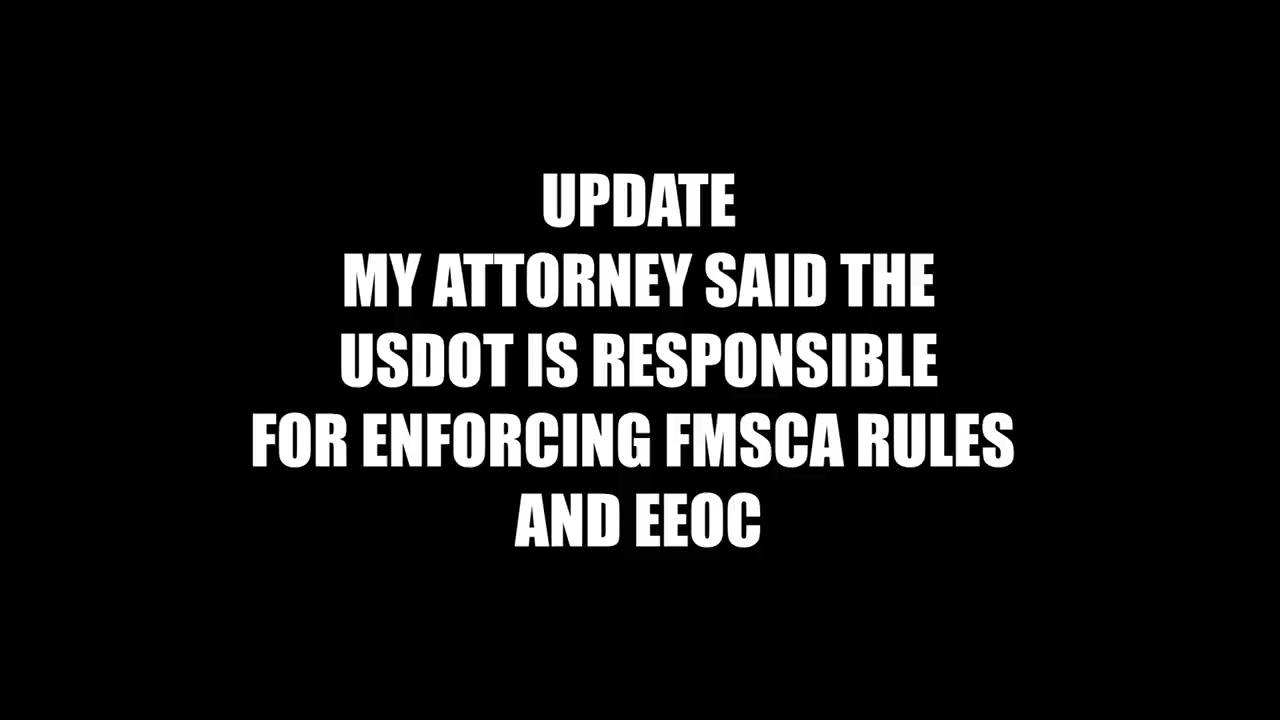 UPDATE
MY ATTORNEY SAID THE
USDOT IS RESPONSIBLE
FOR ENFORCING FMSCA RULES
AND EEOC